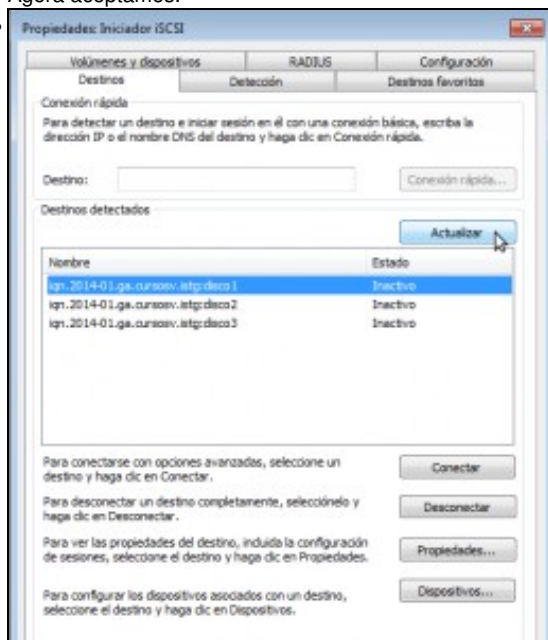 Agora aceptamos.
Propiedades: Iniciador iSCSI
Volúmenes y dispositivos RADIUS Configuración
Destinos Detección Destinos favoritos
Conexión rápida
Para detectar un destino e iniciar sesión en él con una conexión básica, escriba la
dirección IP o el nombre DNS del destino y haga clic en Conexión rápida.
Destino: Conexión rápida...
Destinos detectados
Actualizar
Nombre Estado
iqn.2014-01.ga.cursosv.istg:disco1 Inactivo
iqn.2014-01.ga.cursosv.istg:disco2 Inactivo
iqn.2014-01.ga.cursosv.istg:disco3 Inactivo
Para conectarse con opciones avanzadas, seleccione un
destino y haga clic en Conectar.
Conectar
Para desconectar un destino completamente, selecciónelo y
haga clic en Desconectar.
Desconectar
Para ver las propiedades del destino, incluida la configuración
de sesiones, seleccione el destino y haga clic en Propiedades.
Propiedades...
Para configurar los dispositivos asociados con un destino,
seleccione el destino y haga clic en Dispositivos.
Dispositivos...